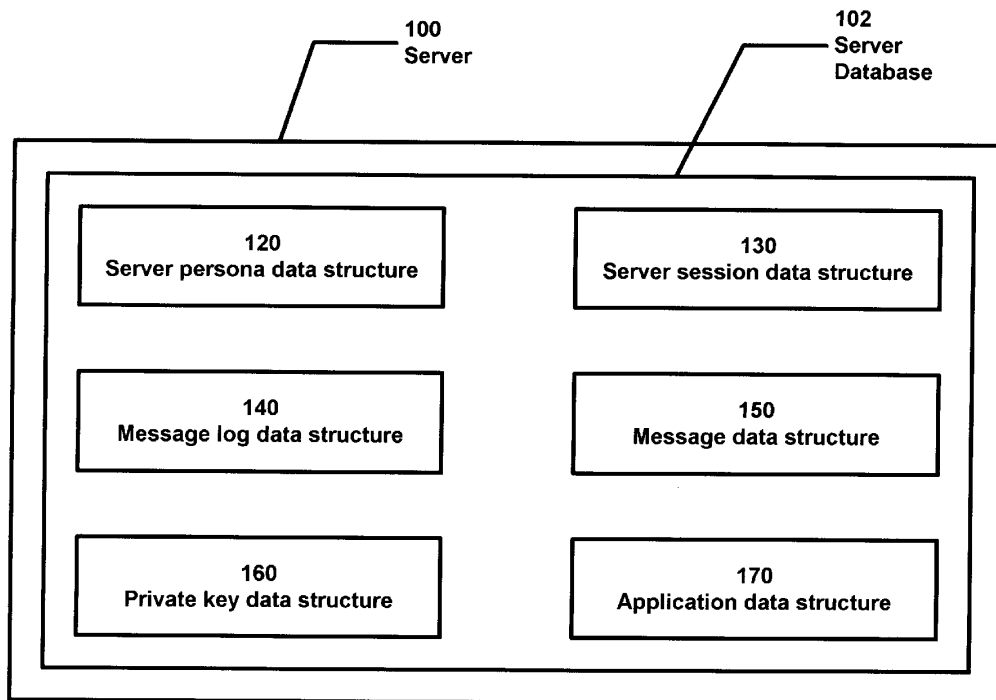 100
Server
102
Server
Database
120
Server persona data structure
130
Server session data structure
140
Message log data structure
150
Message data structure
160
Private key data structure
170
Application data structure